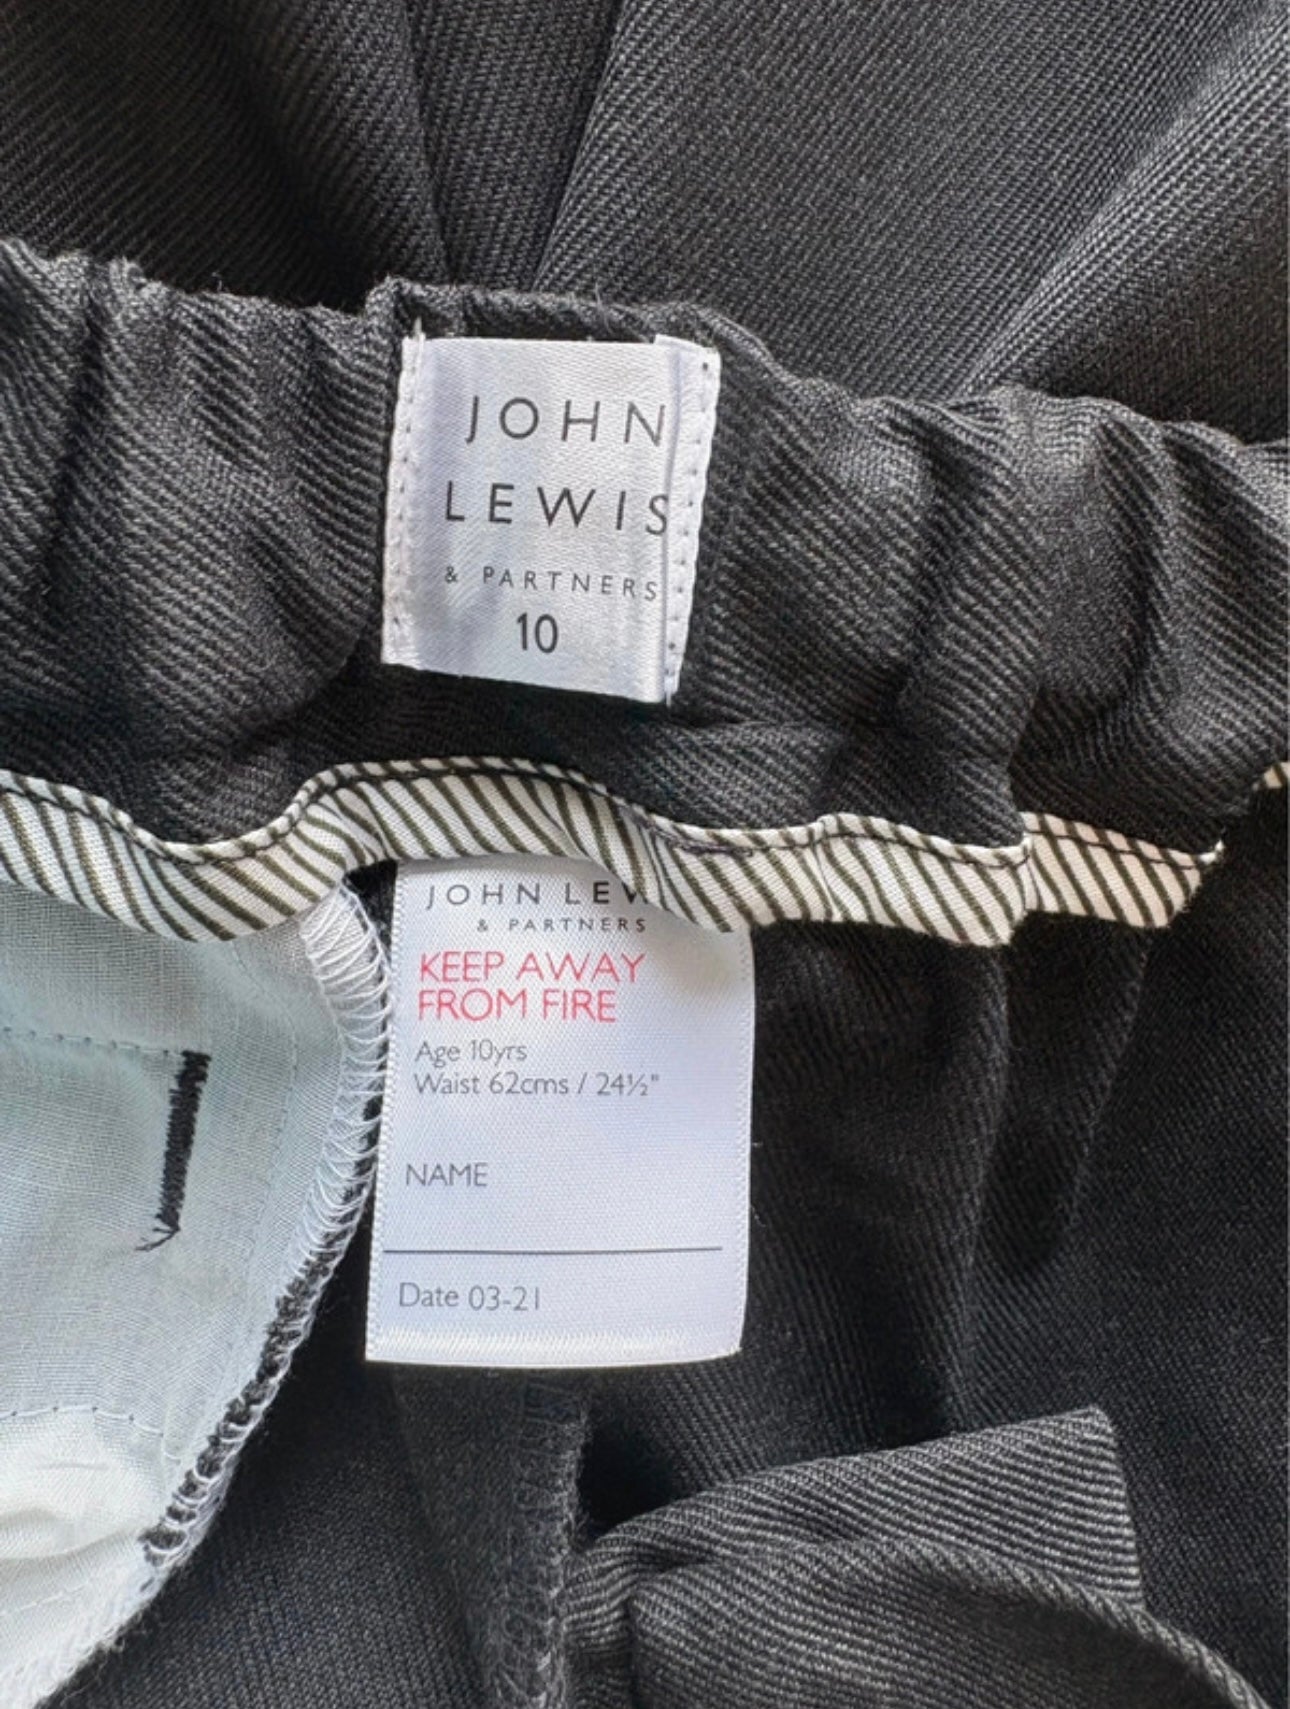 JOHN
LEWIS
& PARTNERS
10
JOHN
& PARTNERS
KEEP AWAY
FROM FIRE
Age 10yrs
Waist 62cms / 24½"
NAME
Date 03-21